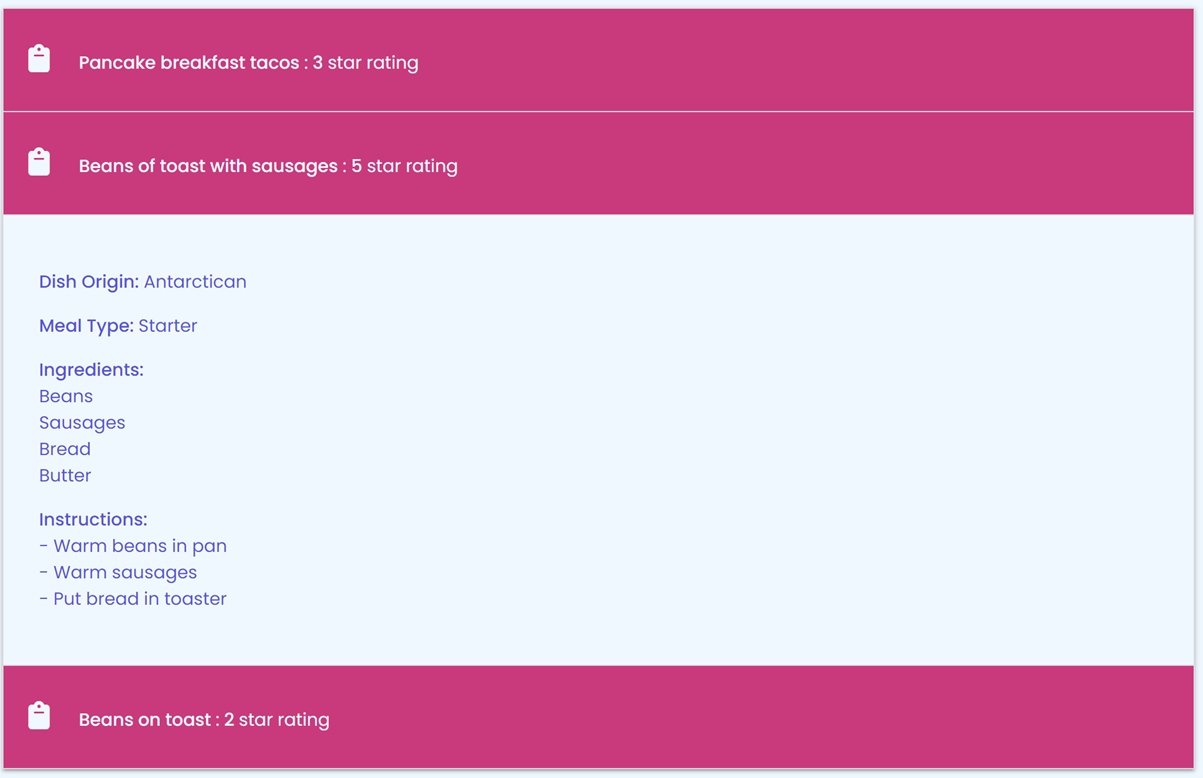 Pancake breakfast tacos : 3 star rating
Beans of toast with sausages : 5 star rating
Dish Origin: Antarctican
Meal Type: Starter
Ingredients:
Beans
Sausages
Bread
Butter
Instructions:
- Warm beans in pan
- Warm sausages
- Put bread in toaster
Beans on toast : 2 star rating